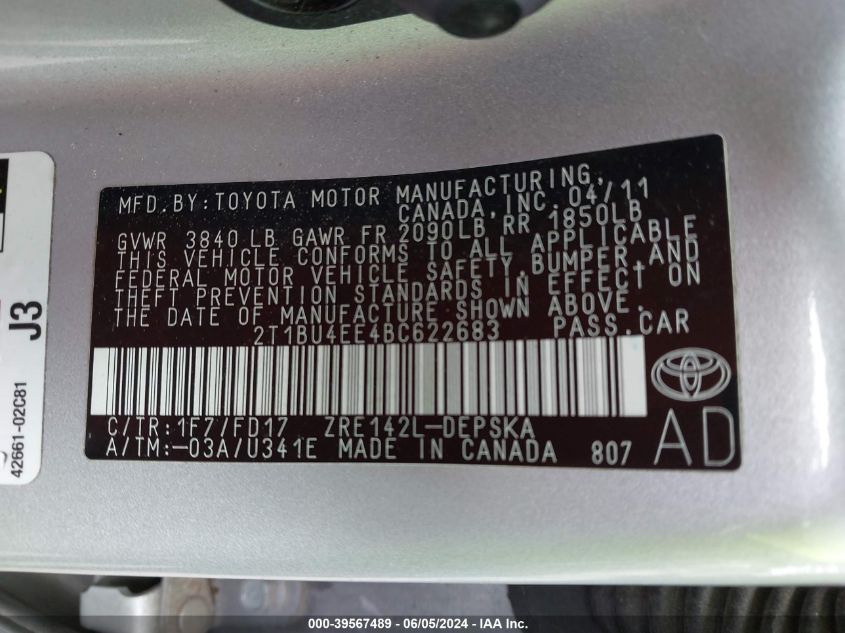 MFD.BY:TOYOTA MOTOR MANUFACTURING,
CANADA, INC. 04/11
GVWR 3840 LB GAWR FR 2090LB RR 1850LB
THIS VEHICLE CONFORMS TO ALL APPLICABLE
FEDERAL MOTOR VEHICLE SAFETY,BUMPER,AND
THEFT PREVENTION STANDARDS IN EFFECT ON
THE DATE OF MANUFACTURE SHOWN ABOVE.
2T1BU4EE4BC622683 PASS.CAR
C/TR:1F7/FD17 ZRE142L-DEPSKA
A/TM:-03A/U341E MADE IN CANADA 807
AD
J3
42661-02C81
000-39567489 | 06/05/2024 - IAA Inc.